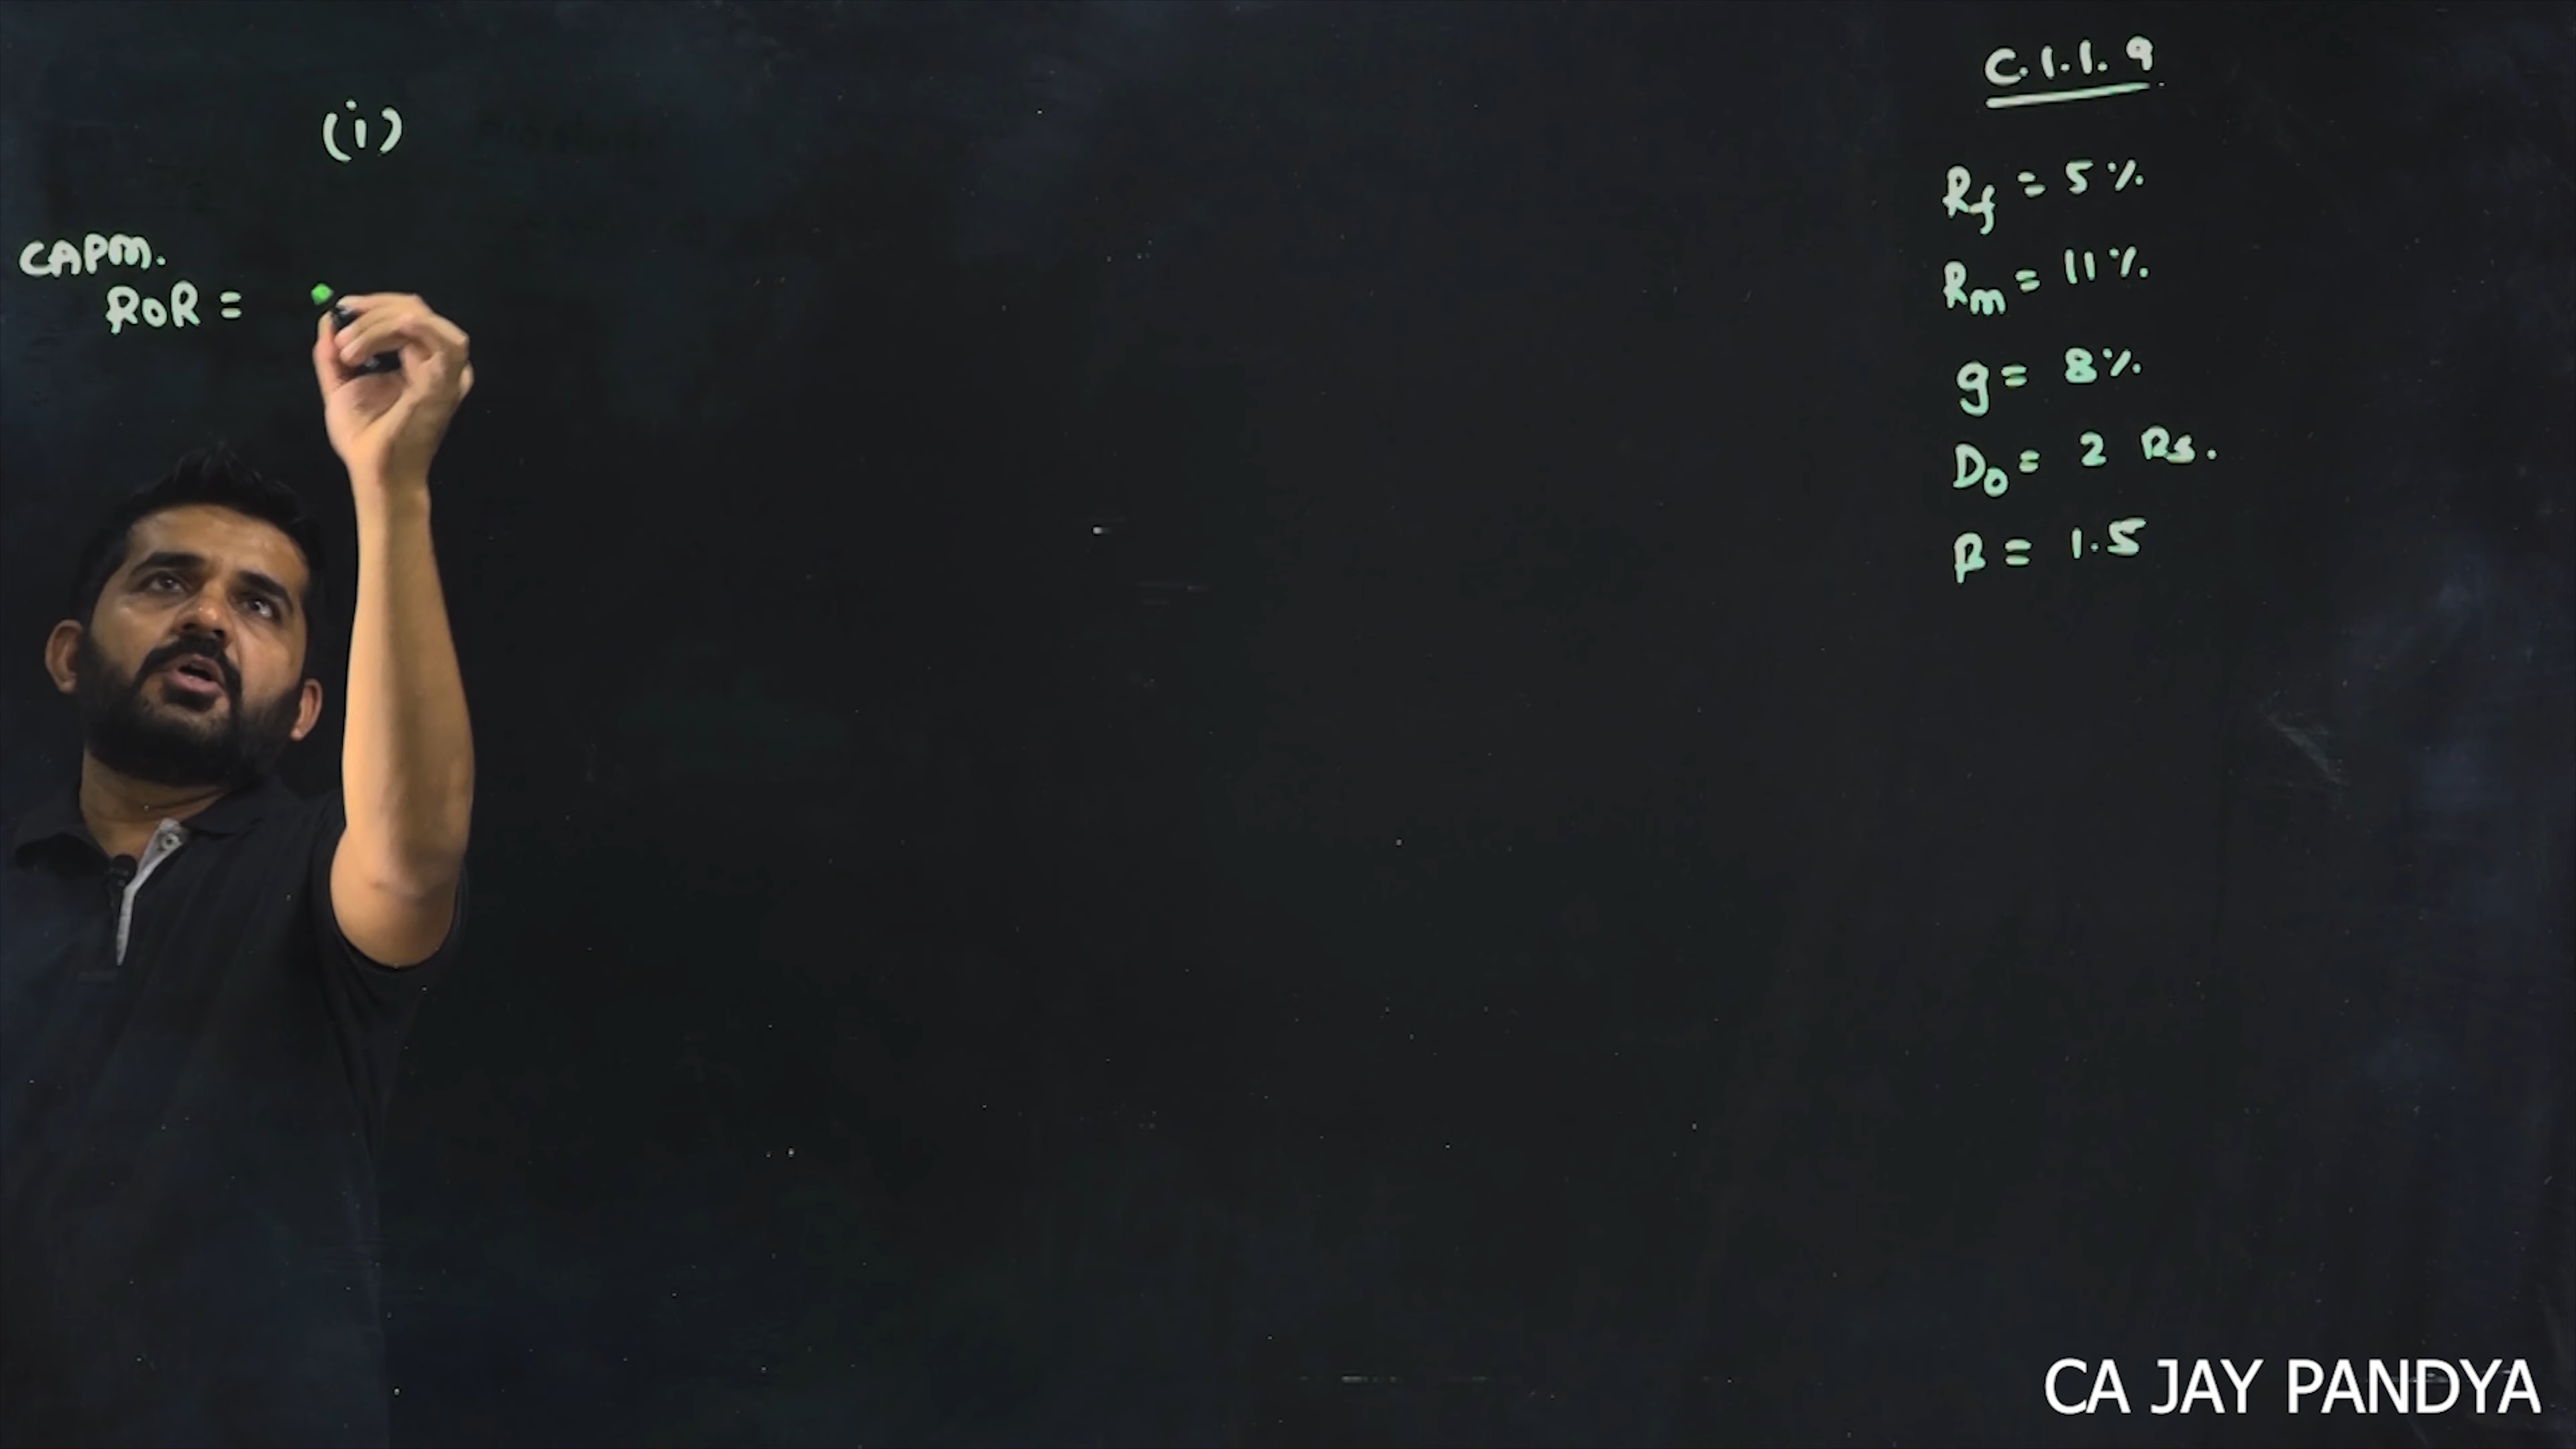 C.1.1.9
(i)
Rf = 5%
CAPM.
RoR =
Rm = 11%
g = 8%
D0 = 2 Rs.
β = 1.5
CA JAY PANDYA